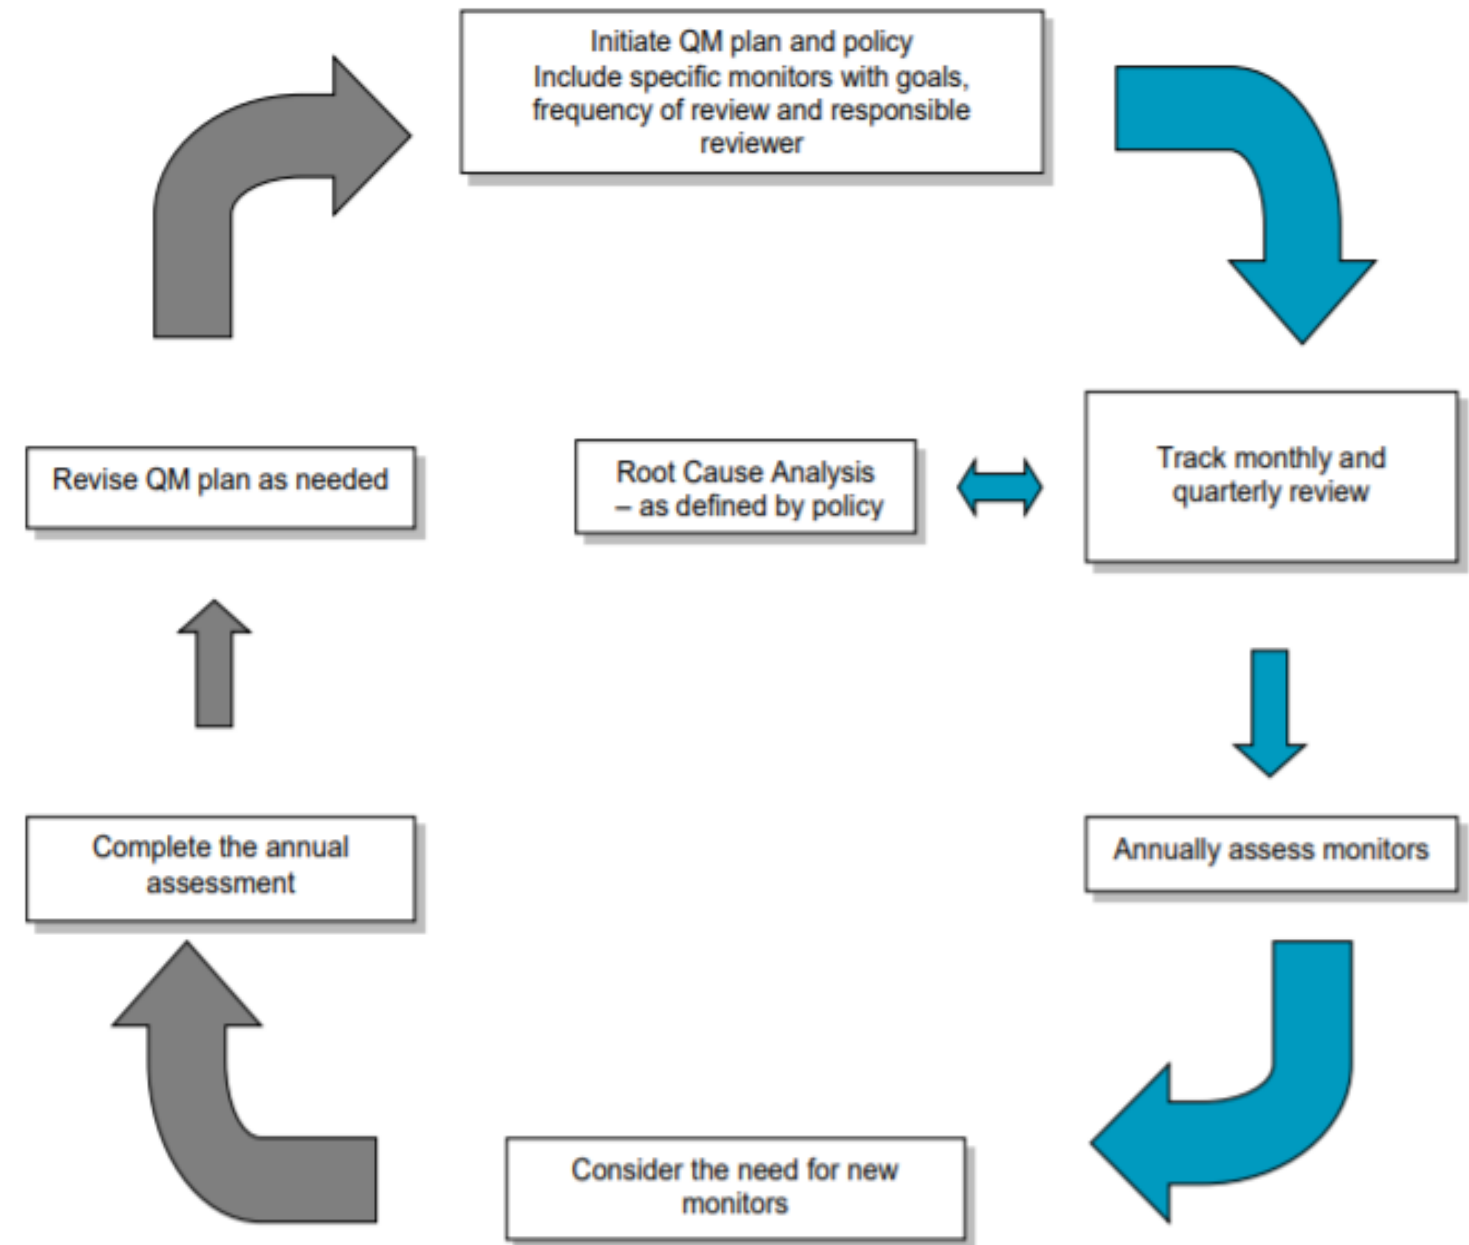 Initiate QM plan and policy
Include specific monitors with goals,
frequency of review and responsible
reviewer
Track monthly and
quarterly review
Root Cause Analysis
– as defined by policy
Annually assess monitors
Consider the need for new
monitors
Complete the annual
assessment
Revise QM plan as needed